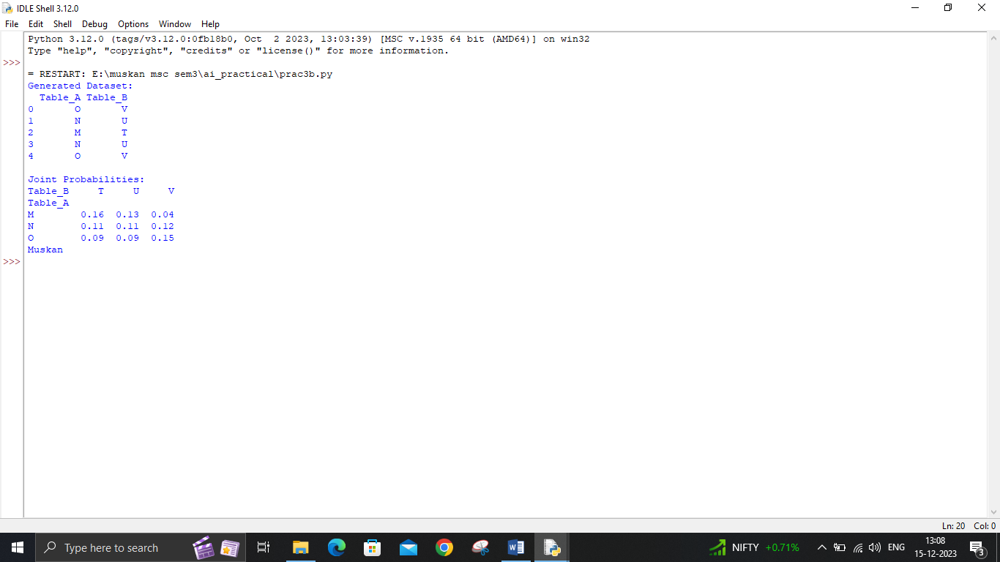 IDLE Shell 3.12.0
File Edit Shell Debug Options Window Help
Python 3.12.0 (tags/v3.12.0:0fb18b0, Oct  2 2023, 13:03:39) [MSC v.1935 64 bit (AMD64)] on win32
Type "help", "copyright", "credits" or "license()" for more information.
>>>
= RESTART: E:\muskan msc sem3\ai_practical\prac3b.py
Generated Dataset:
  Table_A Table_B
0       O       V
1       N       U
2       M       T
3       N       U
4       O       V
Joint Probabilities:
Table_B     T     U     V
Table_A
M        0.16  0.13  0.04
N        0.11  0.11  0.12
O        0.09  0.09  0.15
Muskan
>>>
Ln: 20 Col: 0
Type here to search
NIFTY +0.71%
ENG
13:08
15-12-2023
3